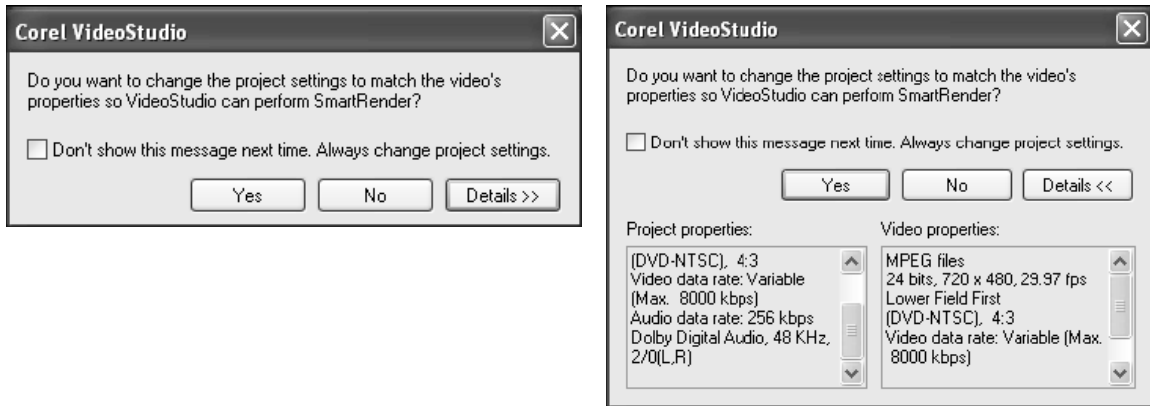 Corel VideoStudio
Do you want to change the project settings to match the video's
properties so VideoStudio can perform SmartRender?
Don't show this message next time. Always change project settings.
Yes
No
Details >>
Corel VideoStudio
Do you want to change the project settings to match the video's
properties so VideoStudio can perform SmartRender?
Don't show this message next time. Always change project settings.
Yes
No
Details <<
Project properties:
(DVD-NTSC), 4:3
Video data rate: Variable
(Max. 8000 kbps)
Audio data rate: 256 kbps
Dolby Digital Audio, 48 KHz,
2/0(L,R)
Video properties:
MPEG files
24 bits, 720 x 480, 29.97 fps
Lower Field First
(DVD-NTSC), 4:3
Video data rate: Variable (Max.
8000 kbps)